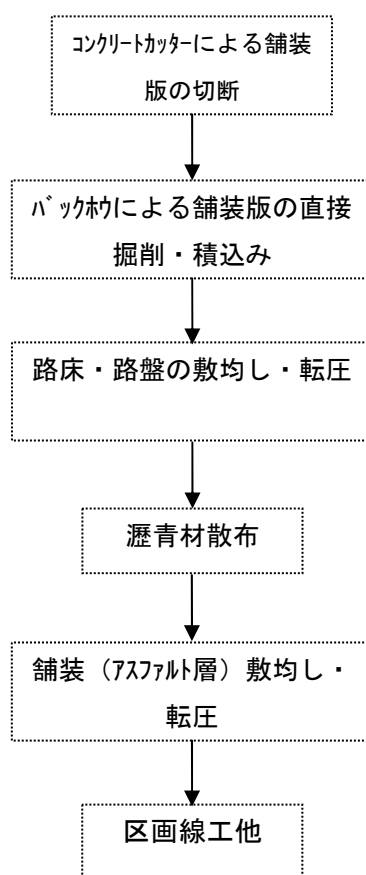 ｺﾝｸﾘｰﾄｶｯﾀｰによる舗装
版の切断
ﾊﾞｯｸﾎｳによる舗装版の直接
掘削・積込み
路床・路盤の敷均し・転圧
瀝青材散布
舗装（ｱｽﾌｧﾙﾄ層）敷均し・
転圧
区画線工他